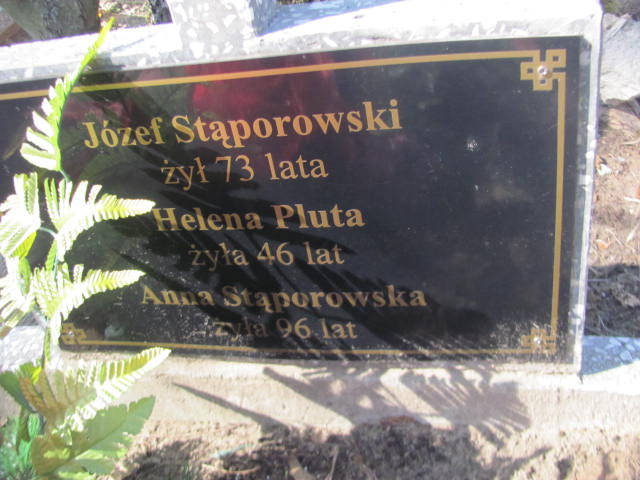 Józef Stąporowski
żył 73 lata
Helena Pluta
żyła 46 lat
Anna Stąporowska
żyła 96 lat